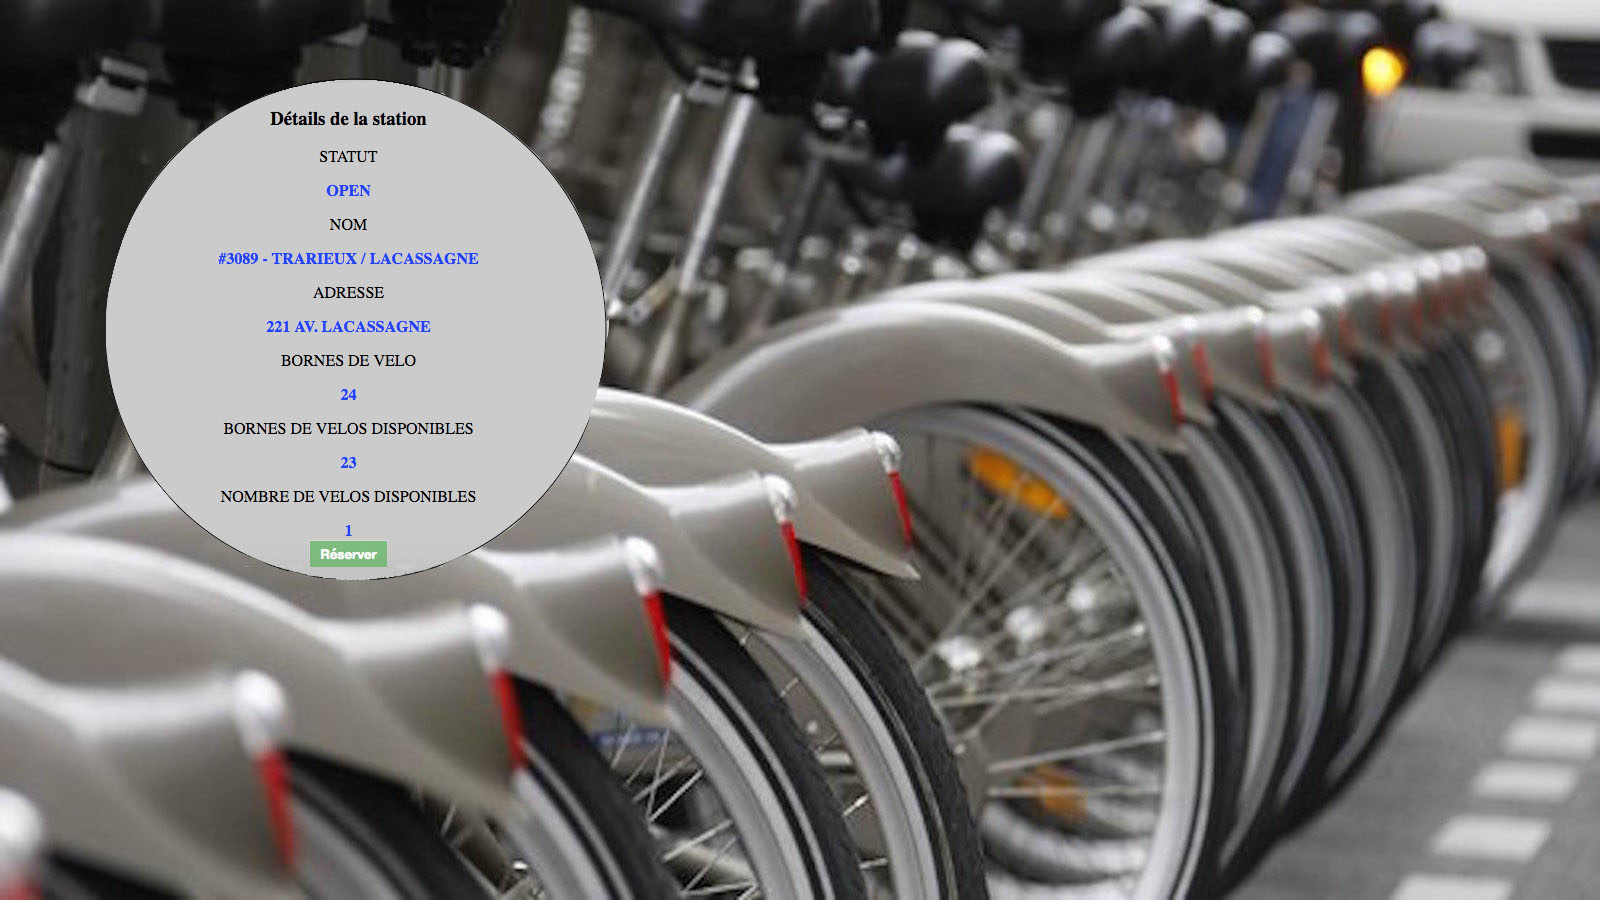 Détails de la station
STATUT
OPEN
NOM
#3089 - TRARIEUX / LACASSAGNE
ADRESSE
221 AV. LACASSAGNE
BORNES DE VELO
24
BORNES DE VELOS DISPONIBLES
23
NOMBRE DE VELOS DISPONIBLES
1
Réserver